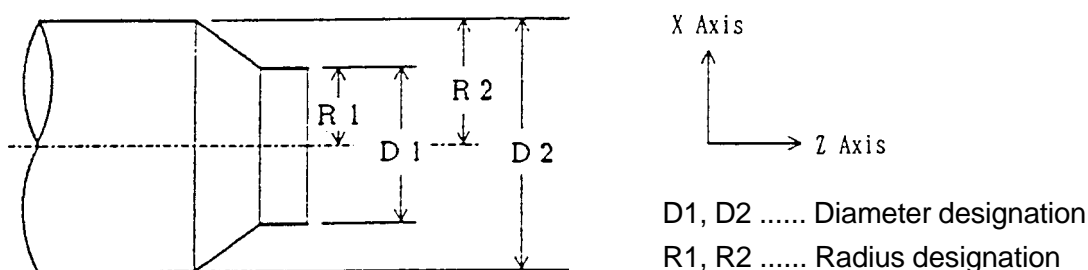 X Axis
R 1
R 2
D 1
D 2
Z Axis
D1, D2 ...... Diameter designation
R1, R2 ...... Radius designation